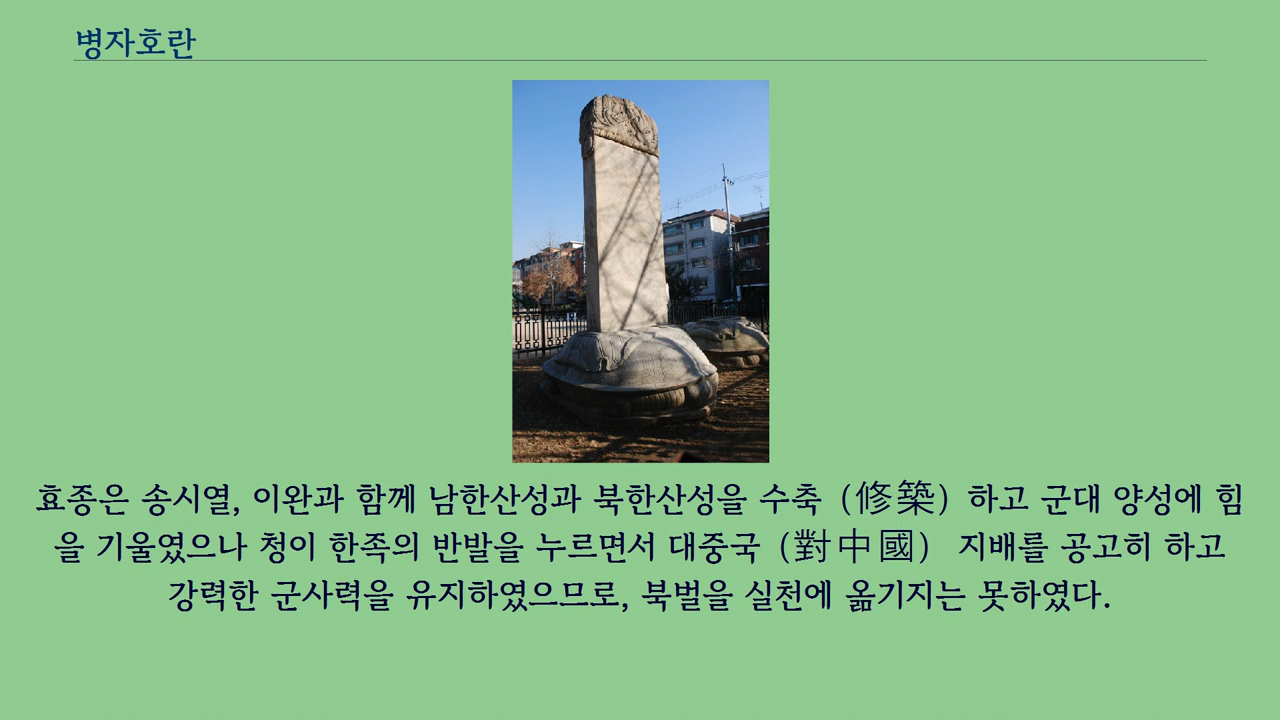 병자호란
효종은 송시열, 이완과 함께 남한산성과 북한산성을 수축 (修築) 하고 군대 양성에 힘
을 기울였으나 청이 한족의 반발을 누르면서 대중국 (對中國) 지배를 공고히 하고
강력한 군사력을 유지하였으므로, 북벌을 실천에 옮기지는 못하였다.